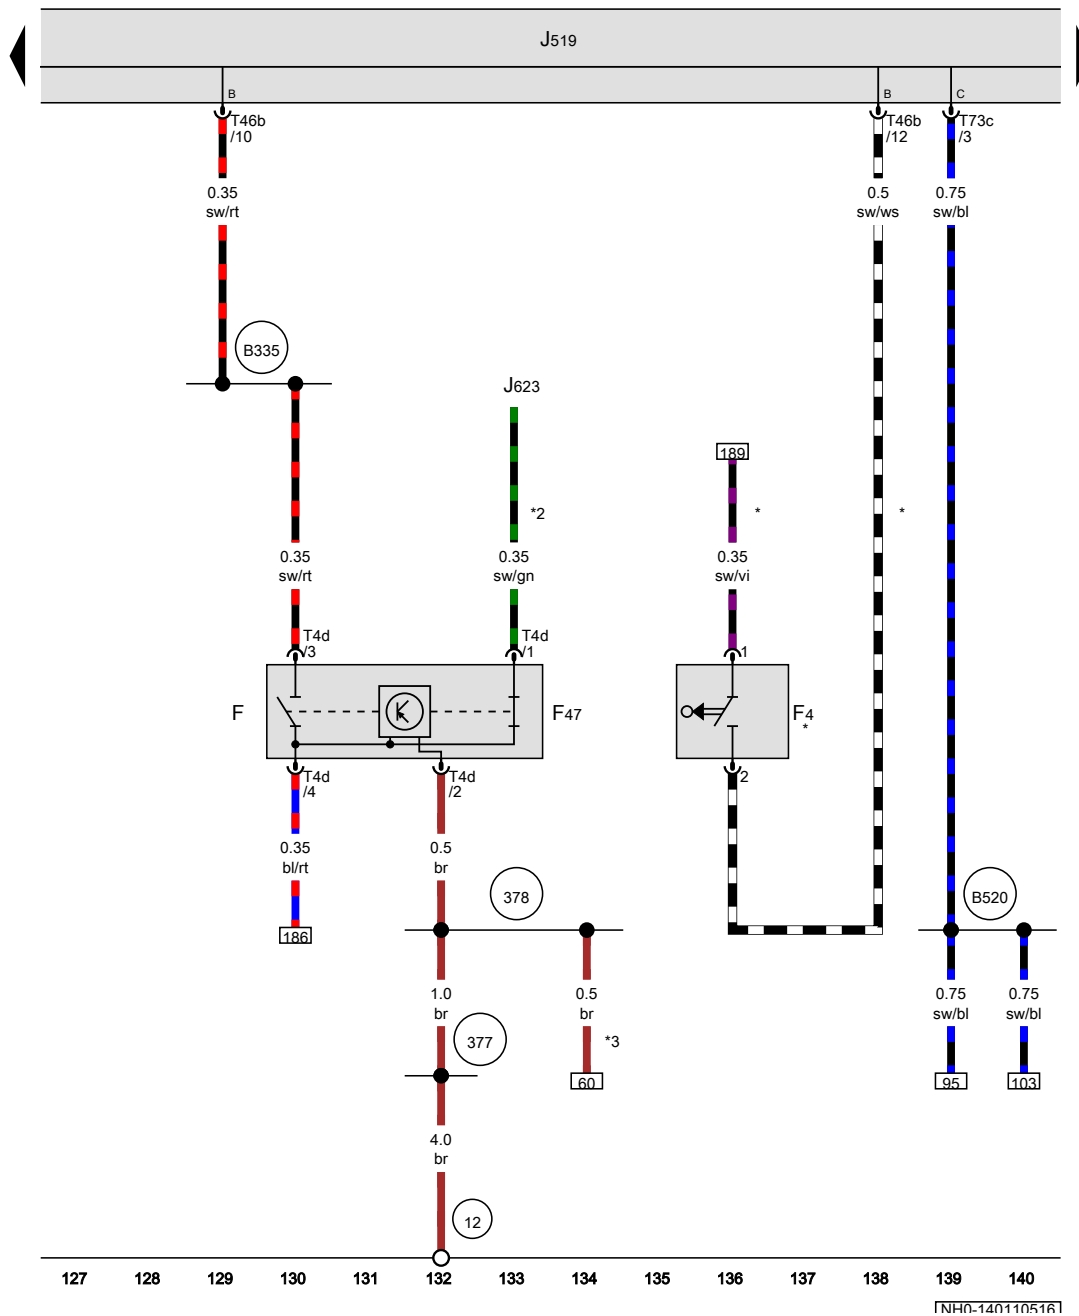 J519
B
B
C
T46b
/10
T46b
/12
T73c
/3
0.35
sw/rt
0.5
sw/ws
0.75
sw/bl
B335
J623
189
*2
*
*
0.35
sw/rt
0.35
sw/gn
0.35
sw/vi
T4d
/3
T4d
/1
1
F
F47
F4
*
T4d
/4
T4d
/2
2
0.35
bl/rt
0.5
br
378
B520
186
1.0
br
0.5
br
0.75
sw/bl
0.75
sw/bl
377
*3
60
95
103
4.0
br
12
127 128 129 130 131 132 133 134 135 136 137 138 139 140
NH0-140110516